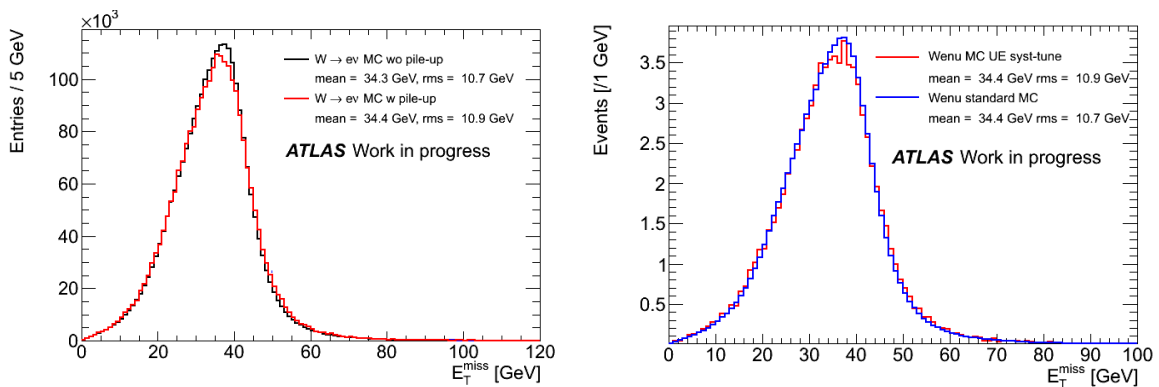 ×10³
Entries / 5 GeV
100
80
60
40
20
0
W → eν MC wo pile-up
mean = 34.3 GeV, rms = 10.7 GeV
W → eν MC w pile-up
mean = 34.4 GeV, rms = 10.9 GeV
ATLAS Work in progress
0 20 40 60 80 100 120
E_T^miss [GeV]
Events [/1 GeV]
3.5
3
2.5
2
1.5
1
0.5
Wenu MC UE syst-tune
mean = 34.4 GeV rms = 10.9 GeV
Wenu standard MC
mean = 34.4 GeV rms = 10.7 GeV
ATLAS Work in progress
0 10 20 30 40 50 60 70 80 90 100
E_T^miss [GeV]